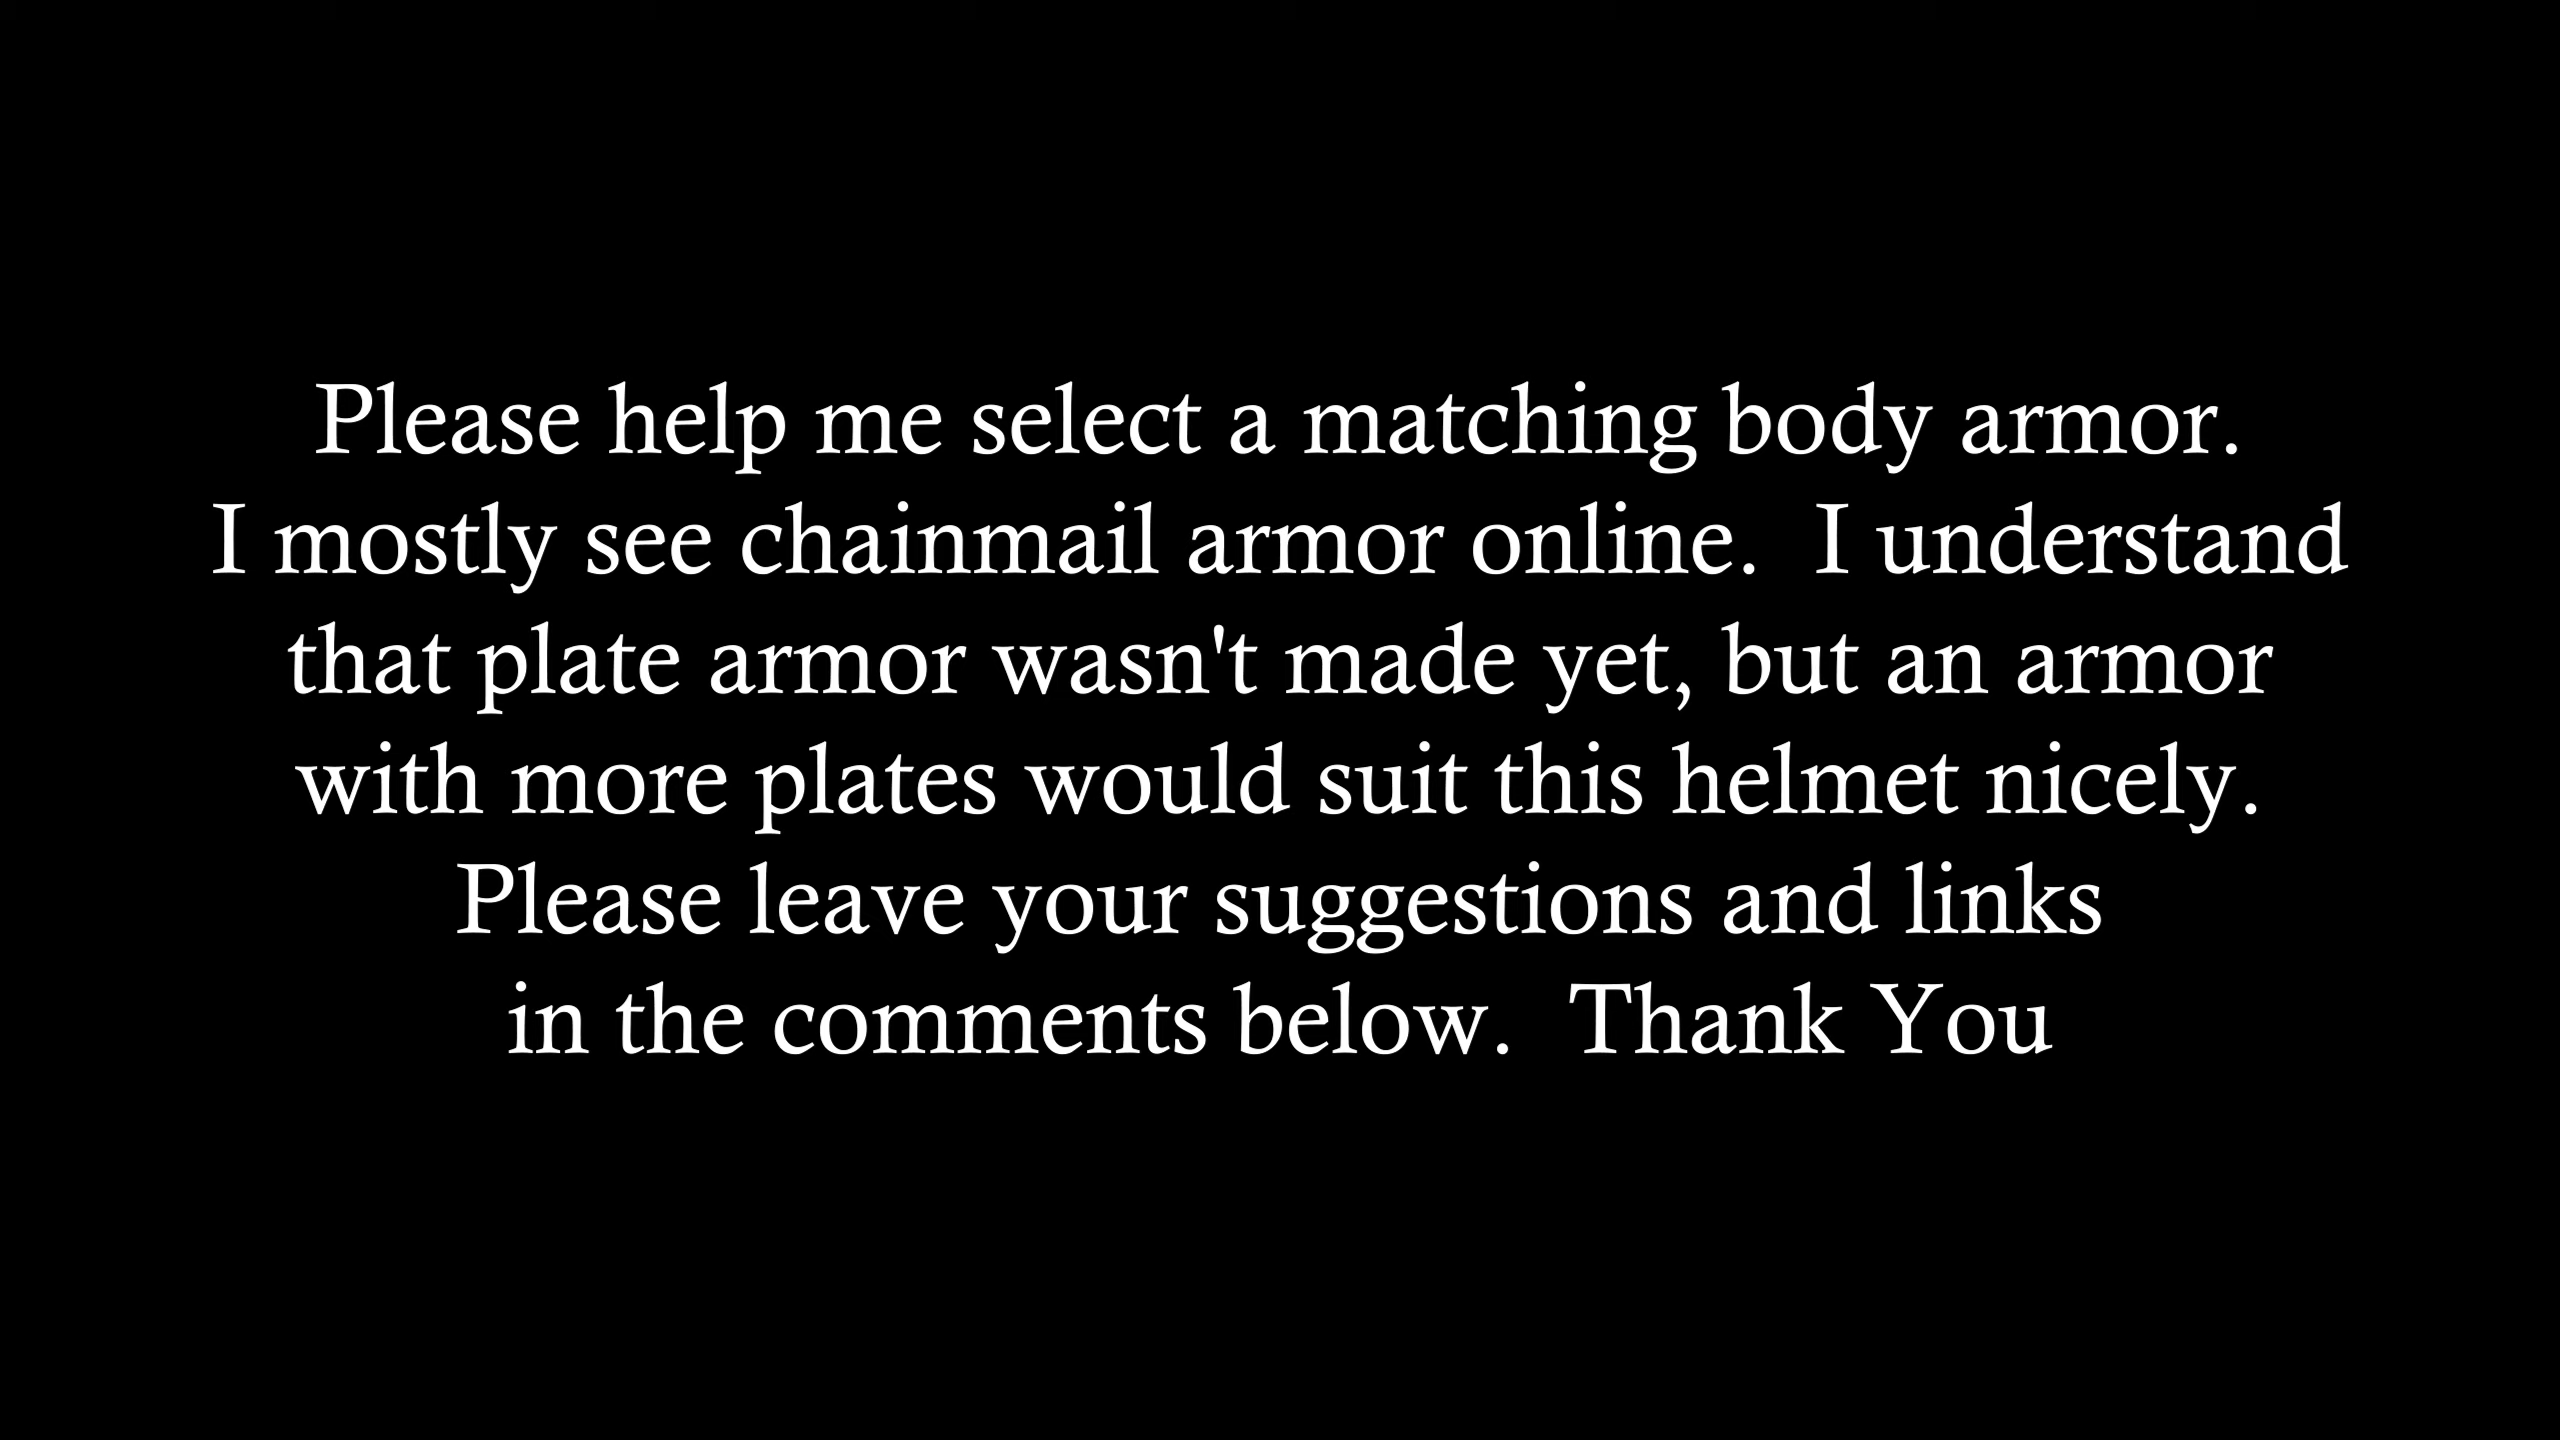 Please help me select a matching body armor.
I mostly see chainmail armor online.  I understand
that plate armor wasn't made yet, but an armor
with more plates would suit this helmet nicely.
Please leave your suggestions and links
in the comments below.  Thank You